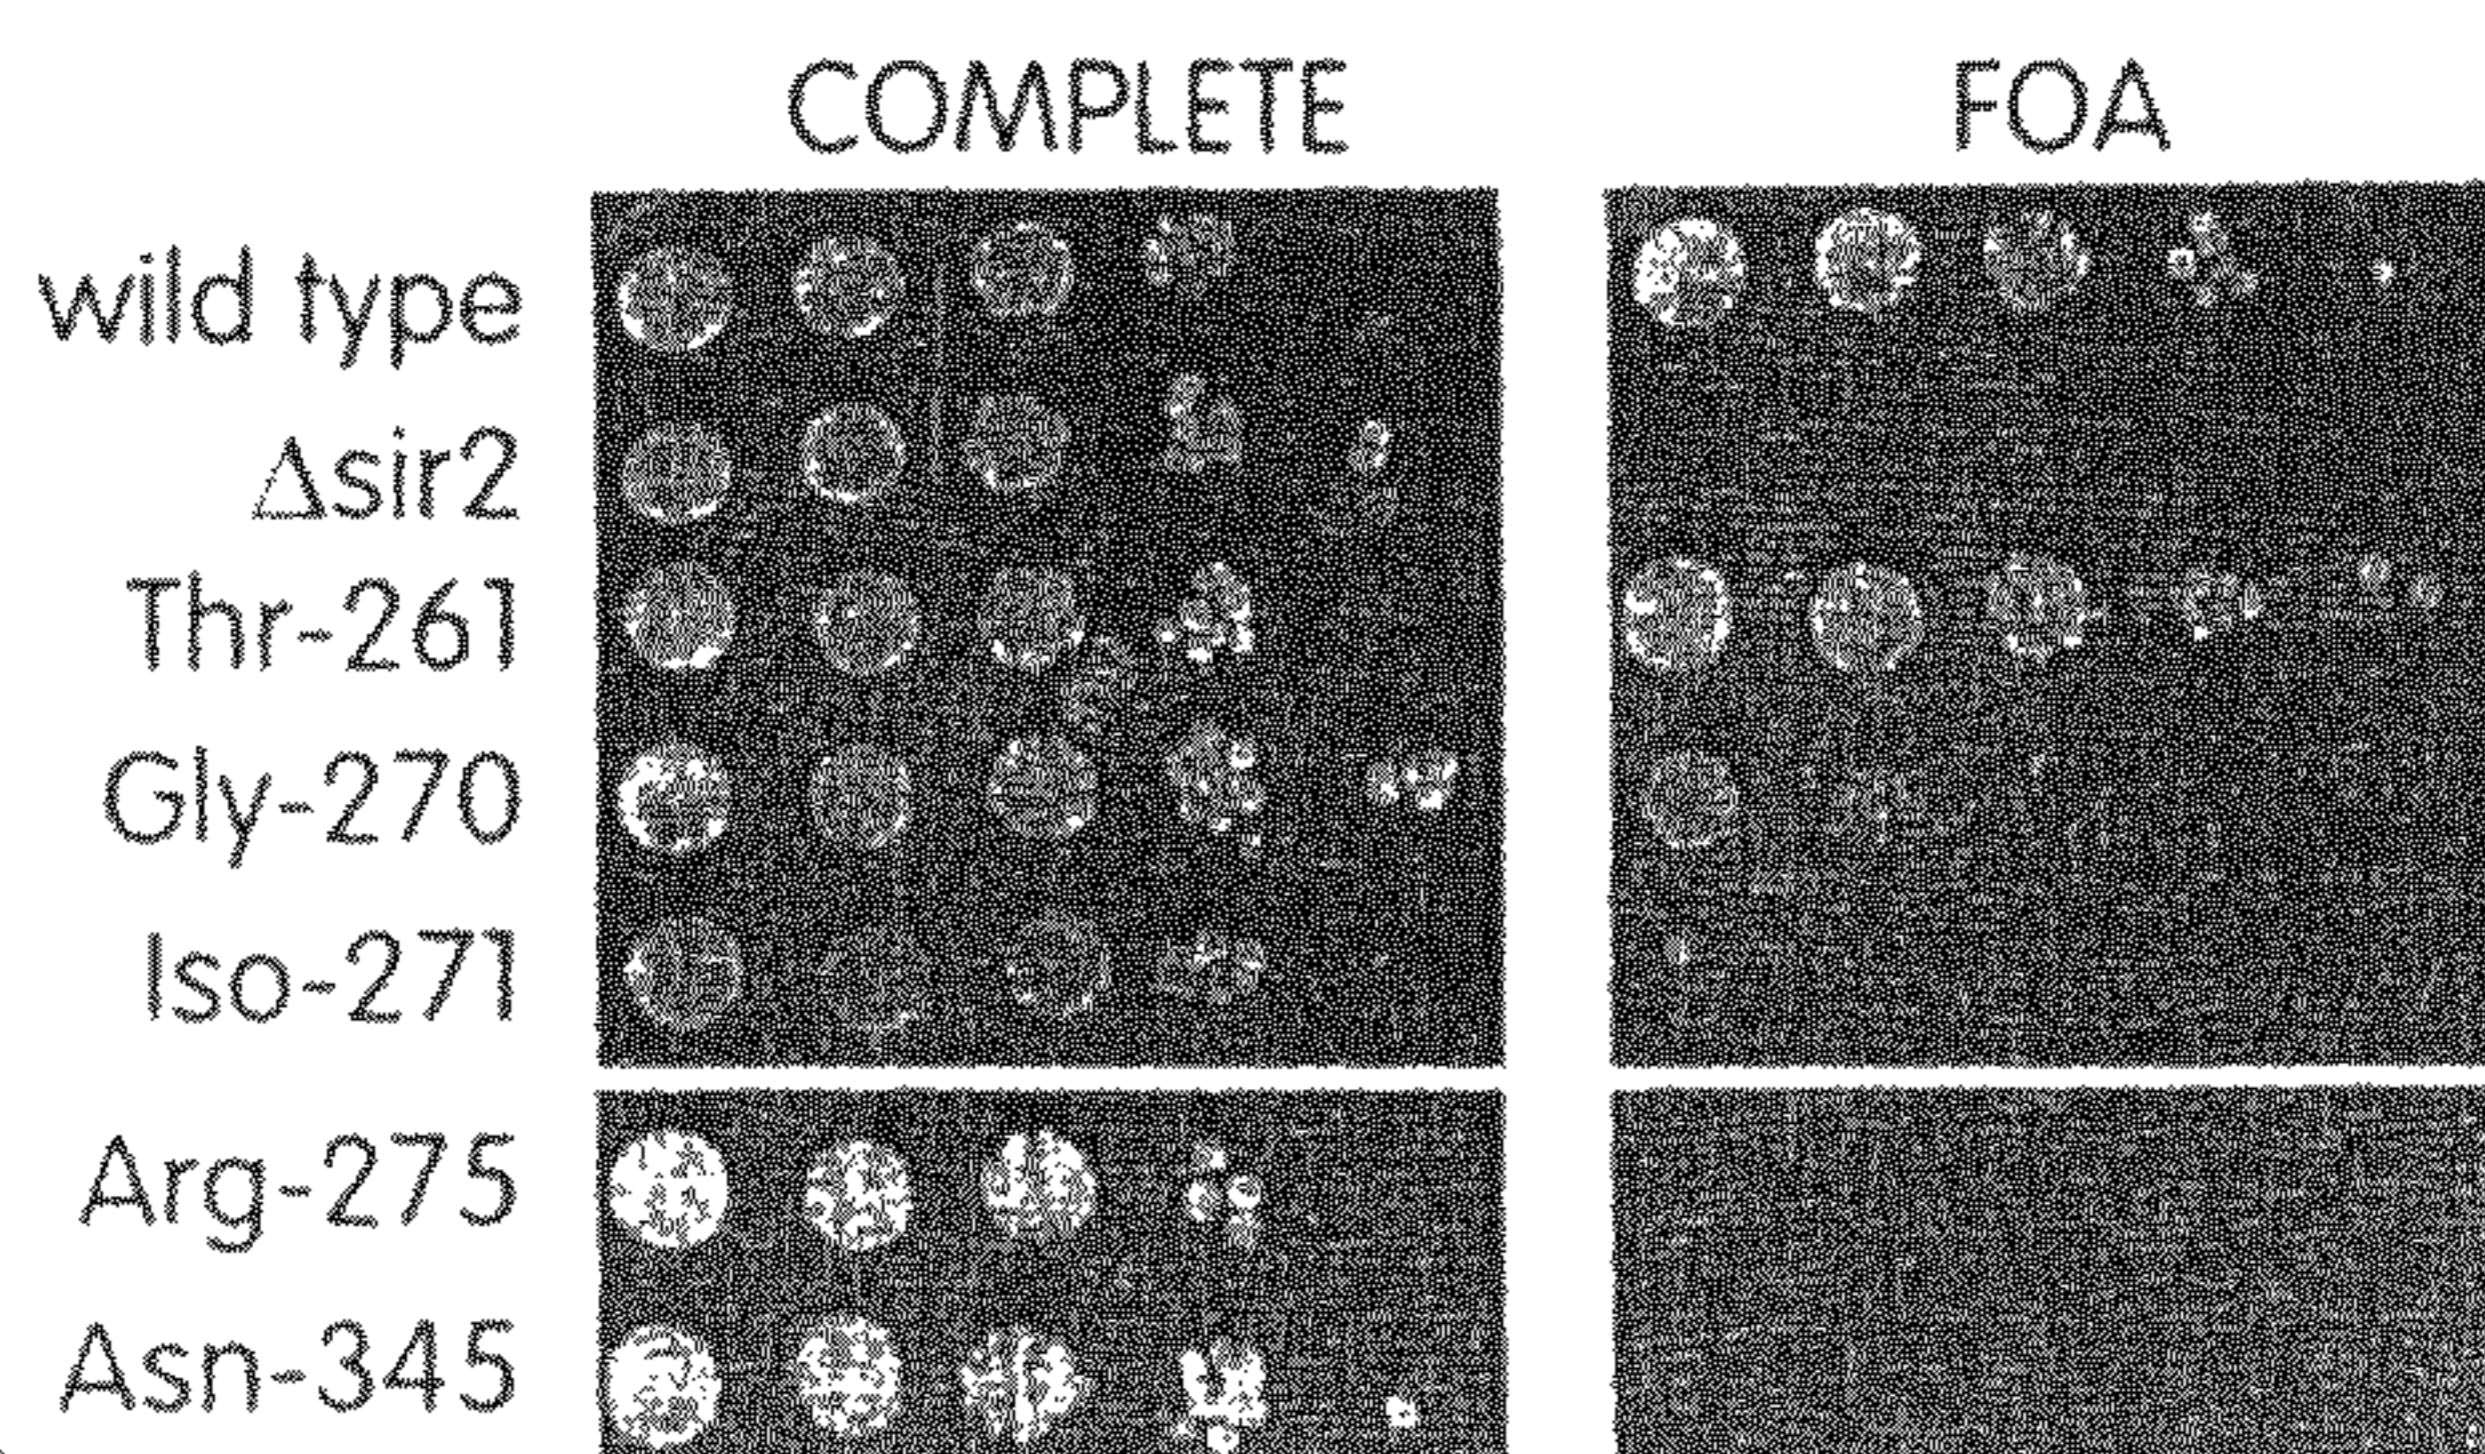 COMPLETE FOA
wild type
Δsir2
Thr-261
Gly-270
Iso-271
Arg-275
Asn-345